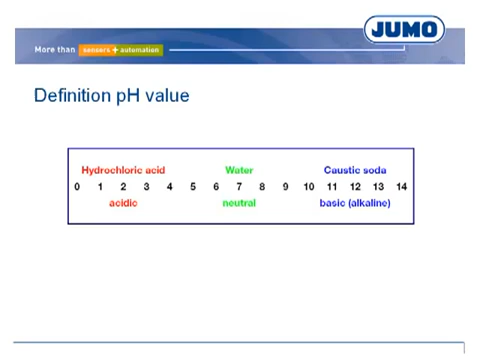 JUMO
More than sensors + automation
Definition pH value
Hydrochloric acid Water Caustic soda
0 1 2 3 4 5 6 7 8 9 10 11 12 13 14
acidic neutral basic (alkaline)